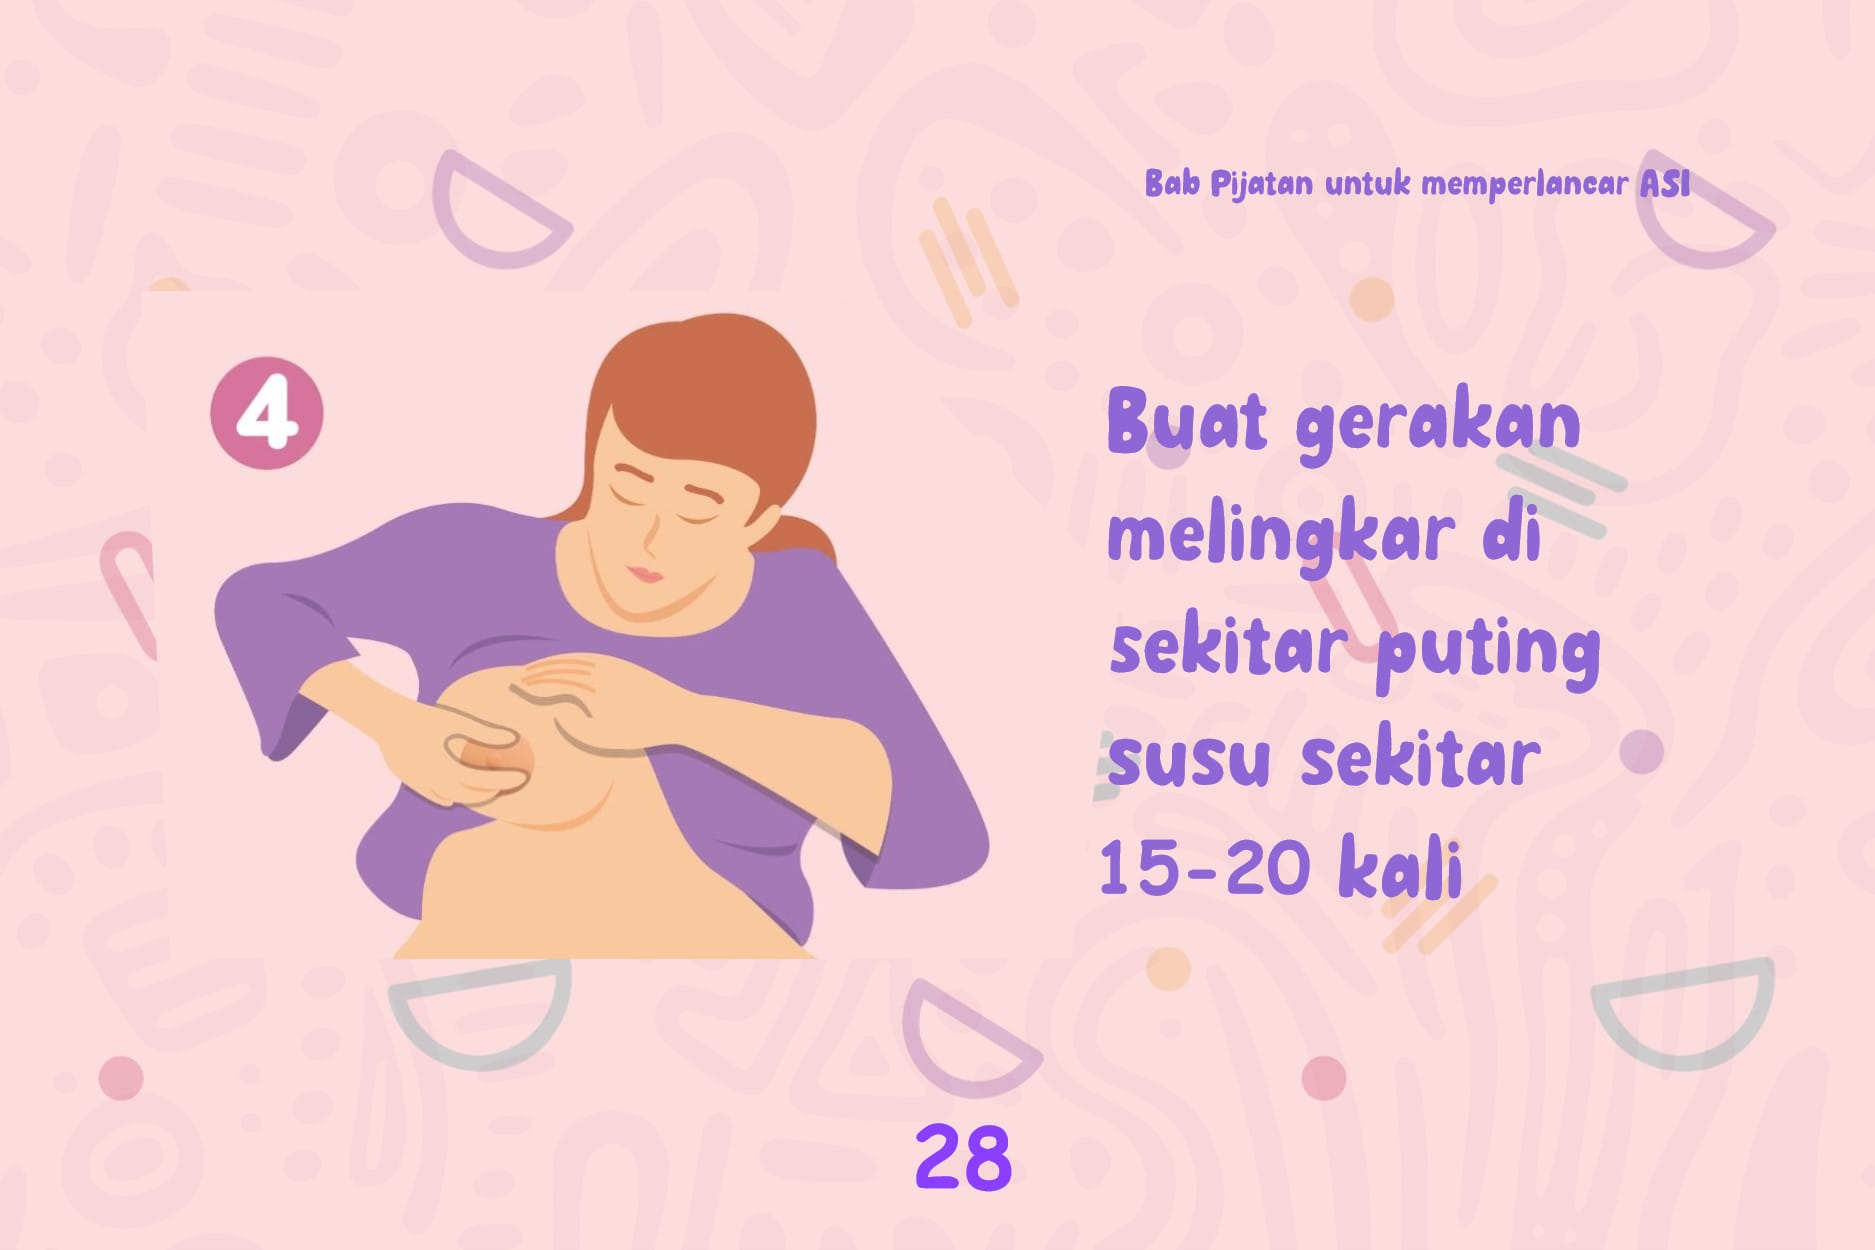 Bab Pijatan untuk memperlancar ASI
4
Buat gerakan
melingkar di
sekitar puting
susu sekitar
15-20 kali
28